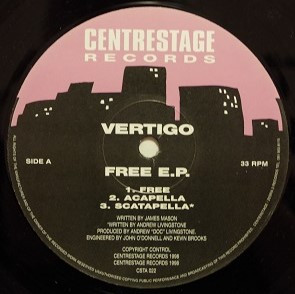 CENTRESTAGE
RECORDS
VERTIGO
SIDE A
33 RPM
FREE E.P.
1. FREE
2. ACAPELLA
3. SCATAPELLA*
WRITTEN BY JAMES MASON
*WRITTEN BY ANDREW LIVINGSTONE
PRODUCED BY ANDREW "DOC" LIVINGSTONE.
ENGINEERED BY JOHN O'DONNELL AND KEVIN BROOKS
COPYRIGHT CONTROL
CENTRESTAGE RECORDS 1998
CENTRESTAGE RECORDS 1998
CSTA 022